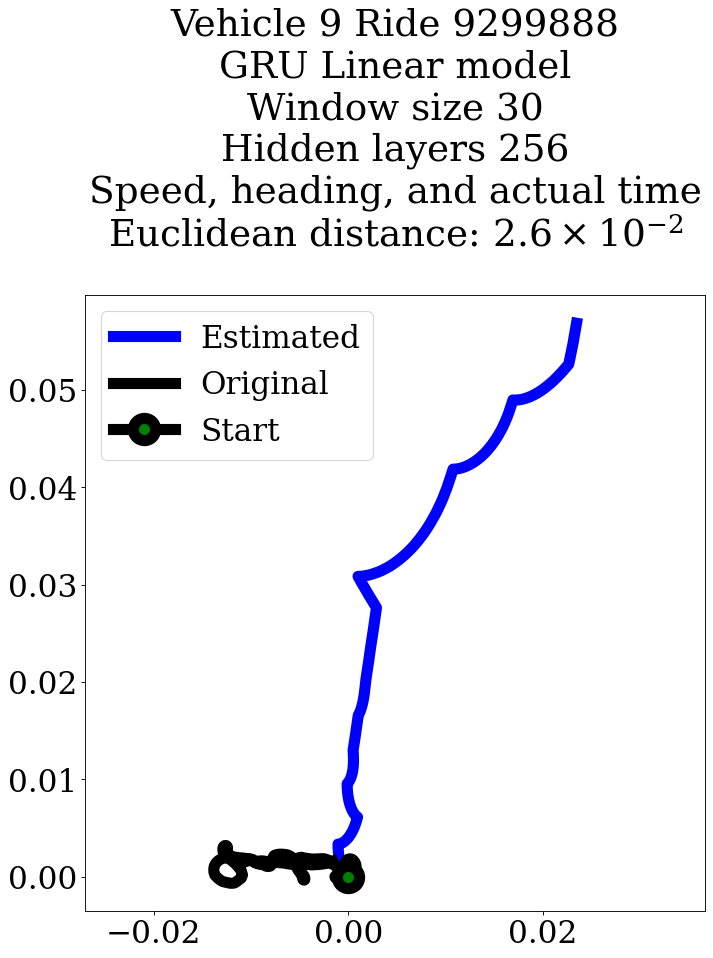 Vehicle 9 Ride 9299888
GRU Linear model
Window size 30
Hidden layers 256
Speed, heading, and actual time
Euclidean distance: 2.6 × 10⁻²
Estimated
Original
Start
0.05
0.04
0.03
0.02
0.01
0.00
−0.02 0.00 0.02